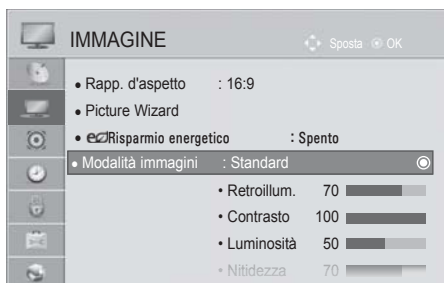 IMMAGINE Sposta OK
• Rapp. d'aspetto : 16:9
• Picture Wizard
• Risparmio energetico : Spento
• Modalità immagini : Standard
• Retroillum. 70
• Contrasto 100
• Luminosità 50
• Nitidezza 70